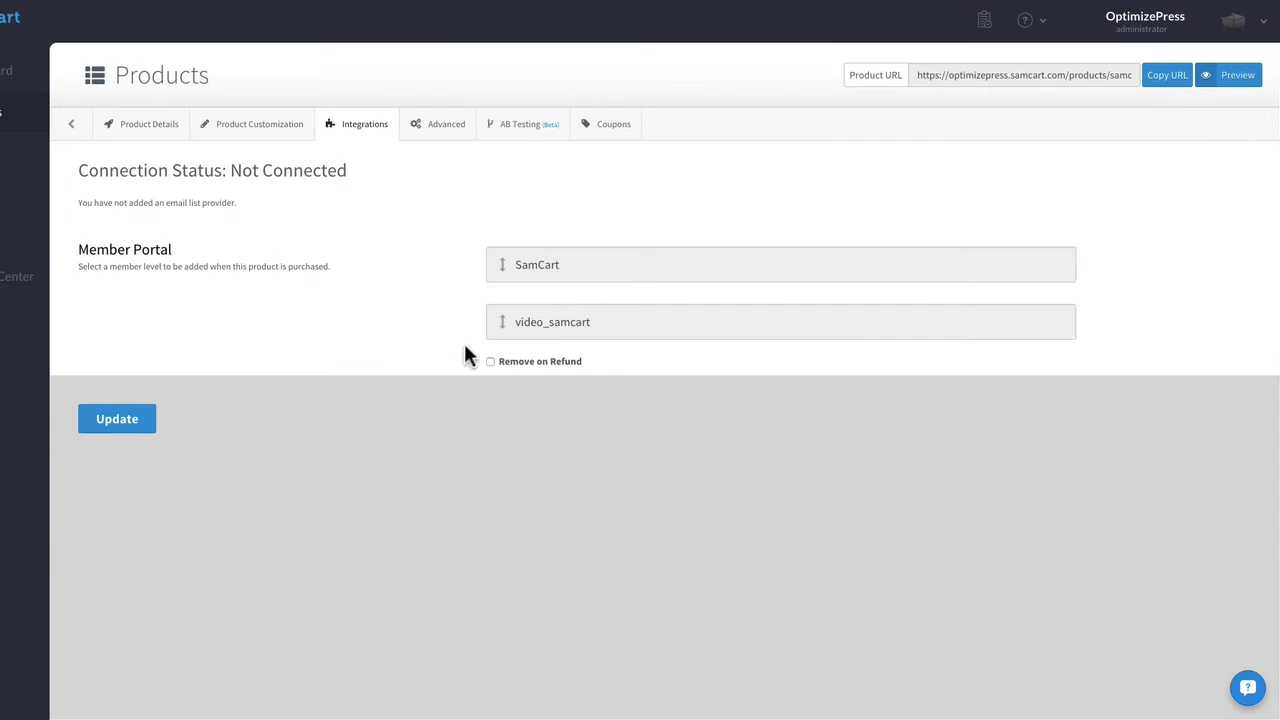 art
OptimizePress
administrator
rd
s
Center
Products
Product URL
https://optimizepress.samcart.com/products/samc
Copy URL
Preview
Product Details
Product Customization
Integrations
Advanced
AB Testing (Beta)
Coupons
Connection Status: Not Connected
You have not added an email list provider.
Member Portal
Select a member level to be added when this product is purchased.
SamCart
video_samcart
Remove on Refund
Update